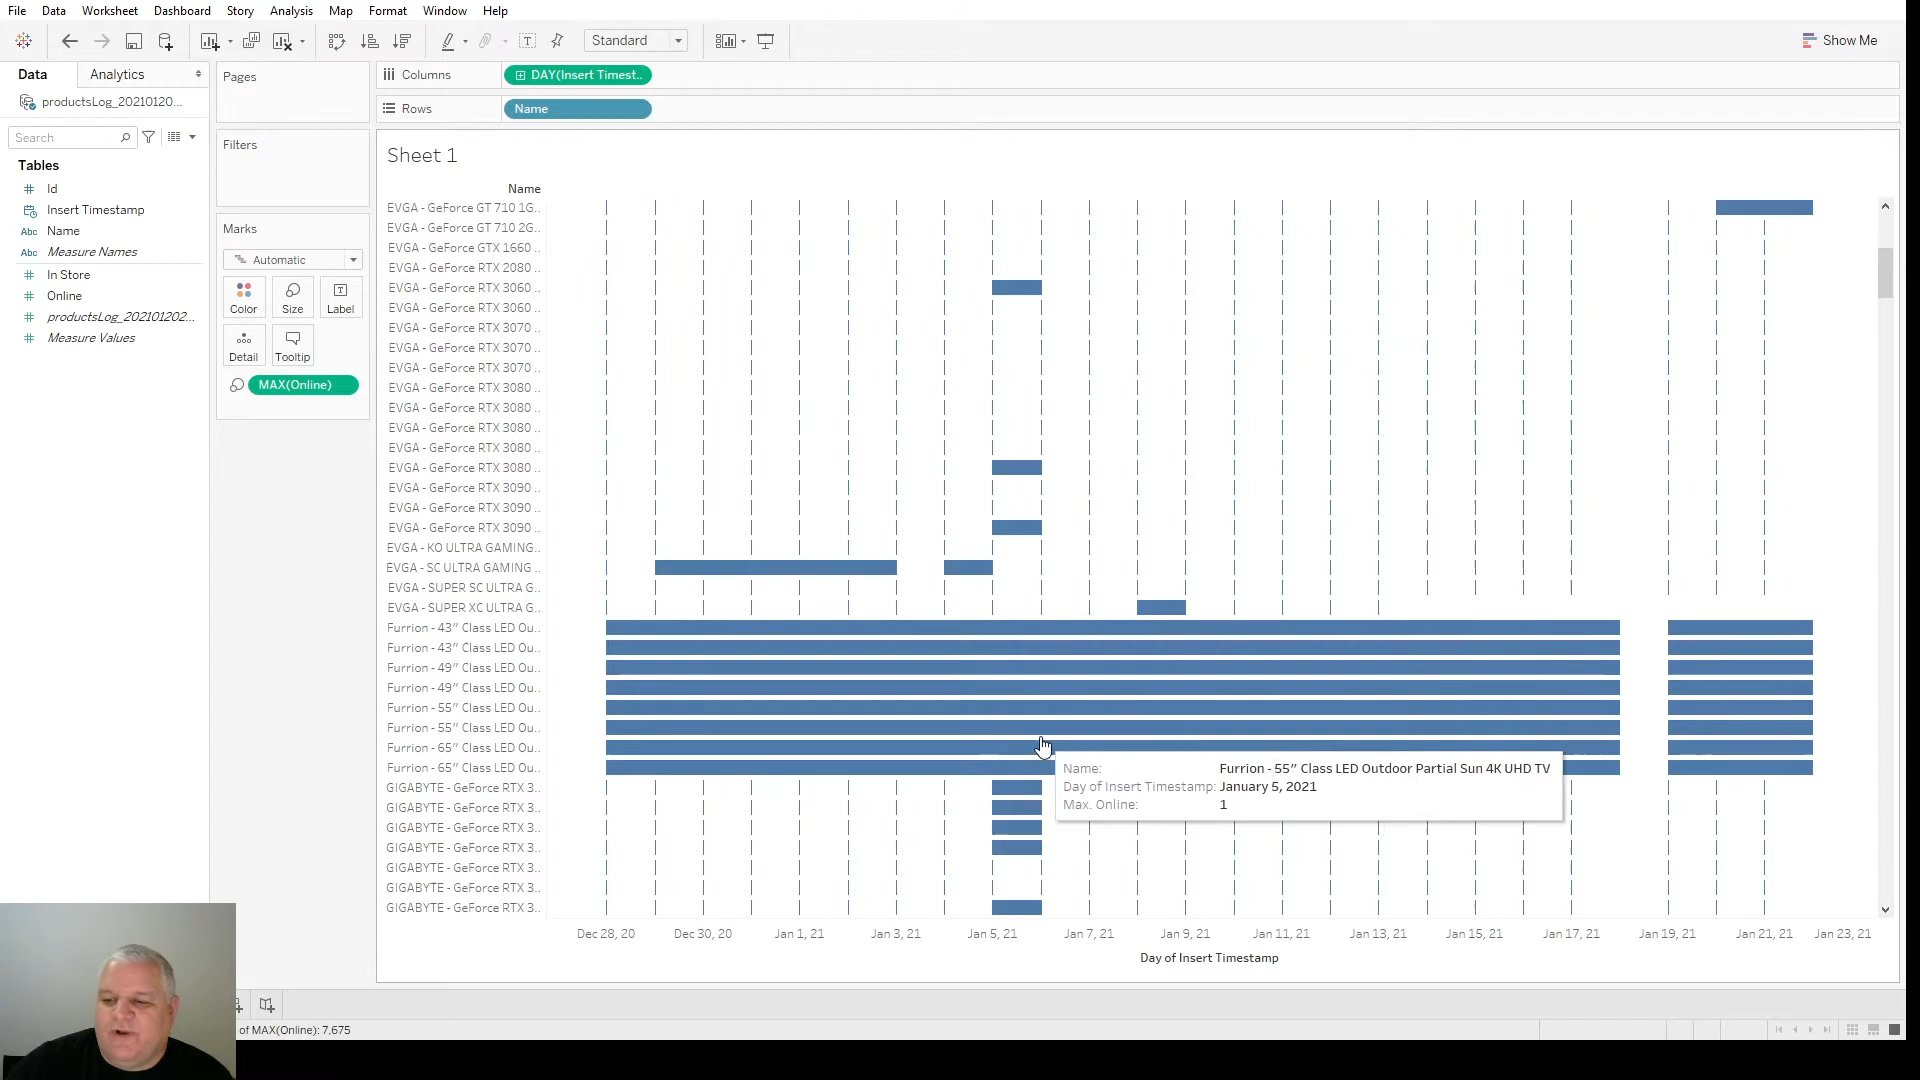 File Data Worksheet Dashboard Story Analysis Map Format Window Help
Standard
Show Me
Data Analytics
productsLog_20210120...
Search
Tables
Id
Insert Timestamp
Abc Name
Abc Measure Names
In Store
Online
productsLog_202101202...
Measure Values
Pages
Filters
Marks
Automatic
Color Size Label
Detail Tooltip
MAX(Online)
Columns DAY(Insert Timest..
Rows Name
Sheet 1
Name
EVGA - GeForce GT 710 1G..
EVGA - GeForce GT 710 2G..
EVGA - GeForce GTX 1660 ..
EVGA - GeForce RTX 2080 ..
EVGA - GeForce RTX 3060 ..
EVGA - GeForce RTX 3060 ..
EVGA - GeForce RTX 3070 ..
EVGA - GeForce RTX 3070 ..
EVGA - GeForce RTX 3070 ..
EVGA - GeForce RTX 3080 ..
EVGA - GeForce RTX 3080 ..
EVGA - GeForce RTX 3080 ..
EVGA - GeForce RTX 3080 ..
EVGA - GeForce RTX 3080 ..
EVGA - GeForce RTX 3090 ..
EVGA - GeForce RTX 3090 ..
EVGA - GeForce RTX 3090 ..
EVGA - KO ULTRA GAMING..
EVGA - SC ULTRA GAMING ..
EVGA - SUPER SC ULTRA G..
EVGA - SUPER XC ULTRA G..
Furrion - 43” Class LED Ou..
Furrion - 43” Class LED Ou..
Furrion - 49” Class LED Ou..
Furrion - 49” Class LED Ou..
Furrion - 55” Class LED Ou..
Furrion - 55” Class LED Ou..
Furrion - 65” Class LED Ou..
Furrion - 65” Class LED Ou..
GIGABYTE - GeForce RTX 3..
GIGABYTE - GeForce RTX 3..
GIGABYTE - GeForce RTX 3..
GIGABYTE - GeForce RTX 3..
GIGABYTE - GeForce RTX 3..
GIGABYTE - GeForce RTX 3..
GIGABYTE - GeForce RTX 3..
Name: Furrion - 55” Class LED Outdoor Partial Sun 4K UHD TV
Day of Insert Timestamp: January 5, 2021
Max. Online: 1
Dec 28, 20 Dec 30, 20 Jan 1, 21 Jan 3, 21 Jan 5, 21 Jan 7, 21 Jan 9, 21 Jan 11, 21 Jan 13, 21 Jan 15, 21 Jan 17, 21 Jan 19, 21 Jan 21, 21 Jan 23, 21
Day of Insert Timestamp
of MAX(Online): 7,675